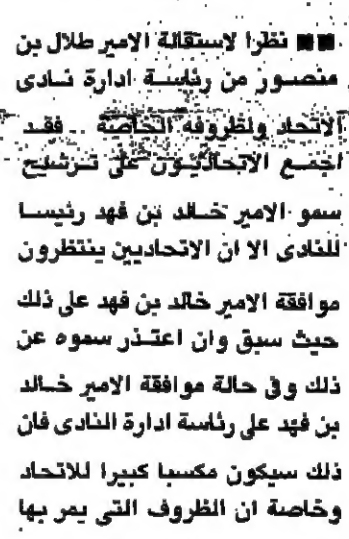 ■■ نظرا لاستقالة الامير طلال بن
منصور من رئاسة ادارة نادى
الاتحاد ولظروفه الخاصة .. فقد
اجمع الاتحاديون على ترشيح
سمو الامير خالد بن فهد رئيسا
للنادى الا ان الاتحاديين ينتظرون
موافقة الامير خالد بن فهد على ذلك
حيث سبق وان اعتذر سموه عن
ذلك وفى حالة موافقة الامير خالد
بن فهد على رئاسة ادارة النادى فان
ذلك سيكون مكسبا كبيرا للاتحاد
وخاصة ان الظروف التى يمر بها